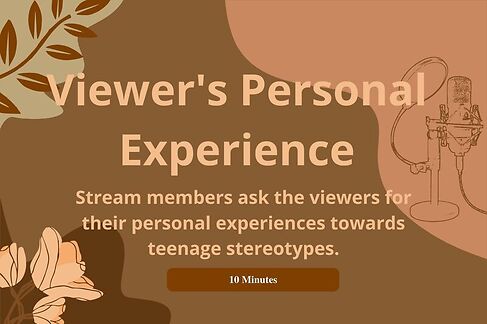 Viewer's Personal
Experience
Stream members ask the viewers for
their personal experiences towards
teenage stereotypes.
10 Minutes